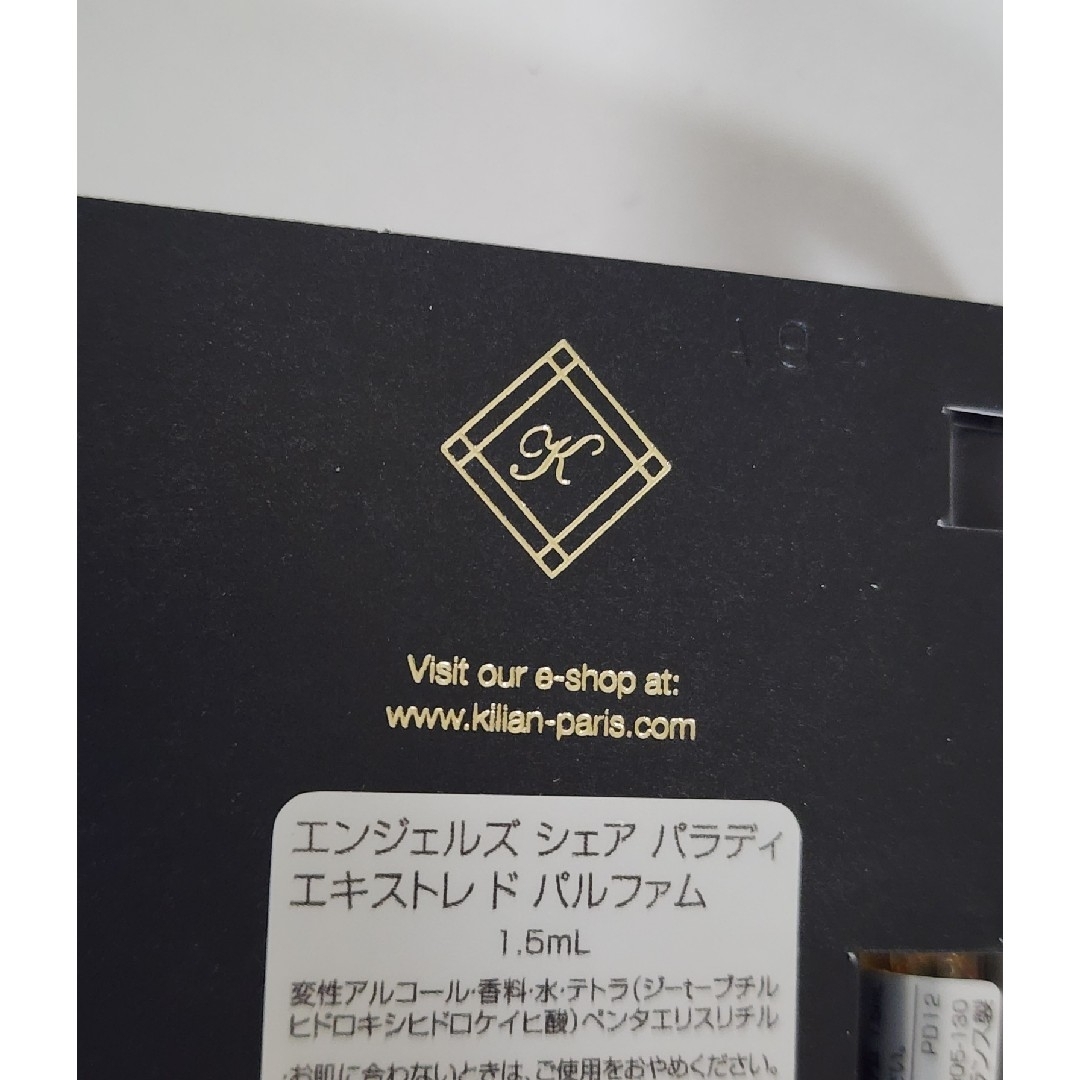 K
Visit our e-shop at:
www.kilian-paris.com
エンジェルズ シェア パラディ
エキストレ ド パルファム
1.5mL
変性アルコール・香料・水・テトラ(ジ-t-ブチル
ヒドロキシヒドロケイヒ酸)ペンタエリスリチル
お肌に合わないときは、ご使用をおやめください。
PD12